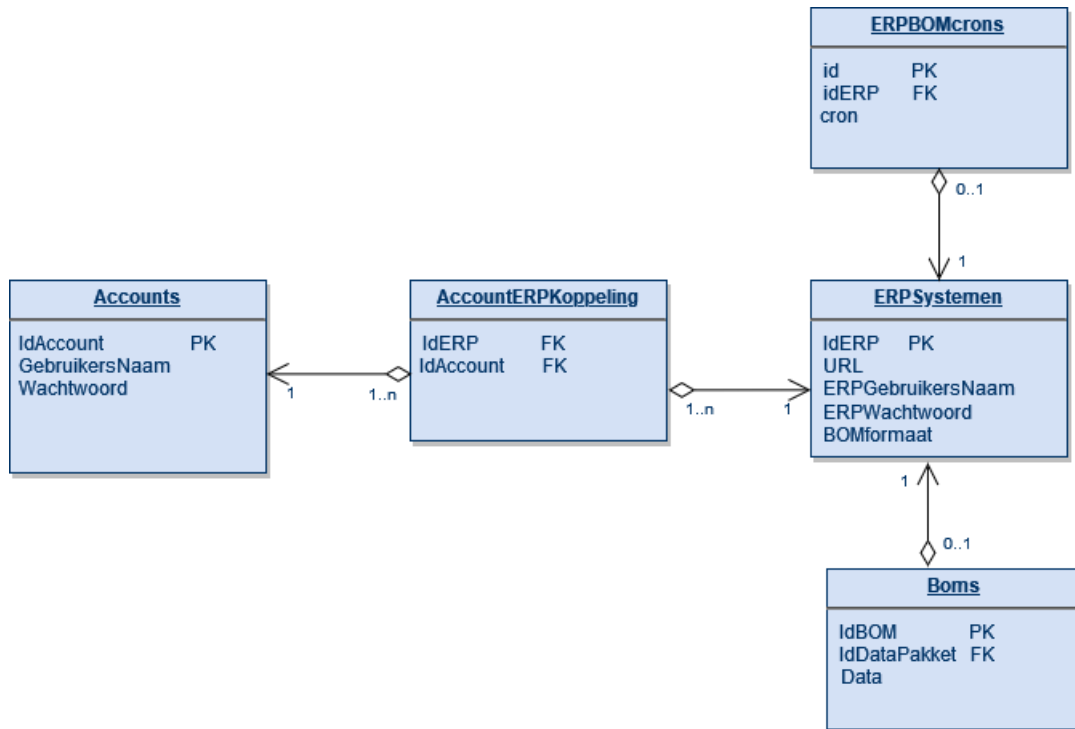 ERPBOMcrons
id PK
idERP FK
cron
0..1
1
Accounts
IdAccount PK
GebruikersNaam
Wachtwoord
1
1..n
AccountERPKoppeling
IdERP FK
IdAccount FK
1..n
1
ERPSystemen
IdERP PK
URL
ERPGebruikersNaam
ERPWachtwoord
BOMformaat
1
0..1
Boms
IdBOM PK
IdDataPakket FK
Data